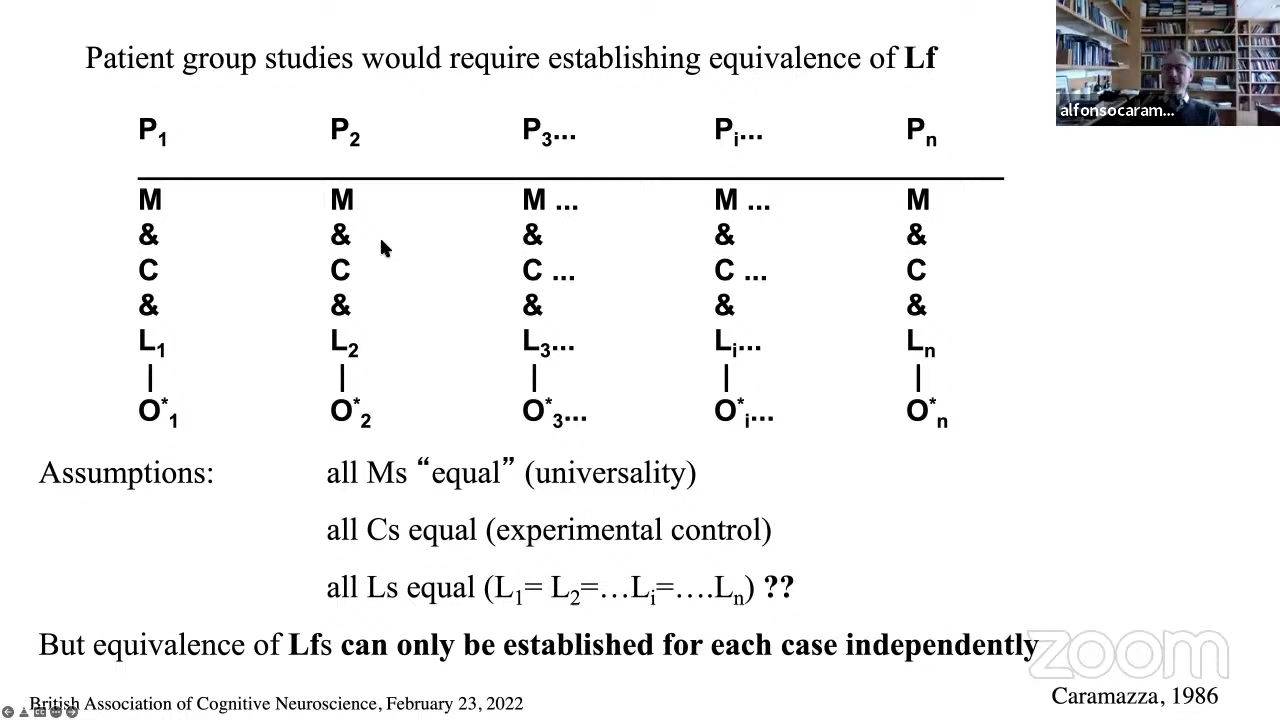 Patient group studies would require establishing equivalence of Lf
alfonsocaram...
P₁ P₂ P₃... Pᵢ... Pₙ
M M M ... M ... M
& & & & &
C C C ... C ... C
& & & & &
L₁ L₂ L₃... Lᵢ... Lₙ
| | | | |
O*₁ O*₂ O*₃... O*ᵢ... O*ₙ
Assumptions: all Ms “equal” (universality)
all Cs equal (experimental control)
all Ls equal (L₁= L₂=…Lᵢ=….Lₙ) ??
But equivalence of Lfs can only be established for each case independently
zoom
British Association of Cognitive Neuroscience, February 23, 2022
Caramazza, 1986